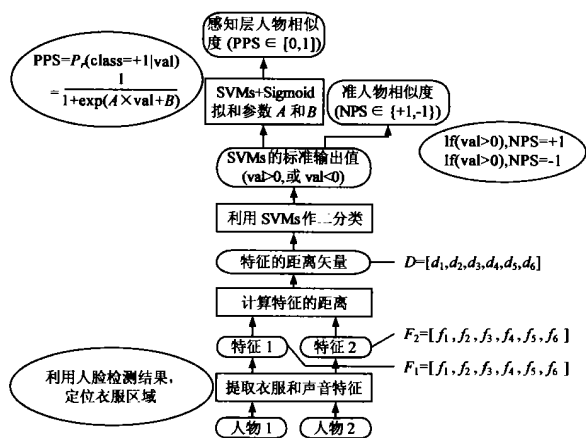 感知层人物相似
度 (PPS ∈ [0,1])
PPS=Pr(class=+1|val)
= 1/(1+exp(A×val+B))
SVMs+Sigmoid
拟和参数 A 和 B
准人物相似度
(NPS ∈ {+1,-1})
If(val>0),NPS=+1
If(val>0),NPS=-1
SVMs的标准输出值
(val>0,或 val<0)
利用 SVMs作二分类
特征的距离矢量
D=[d1,d2,d3,d4,d5,d6]
计算特征的距离
特征 1
特征 2
F2=[ f1, f2, f3, f4, f5, f6 ]
F1=[ f1, f2, f3, f4, f5, f6 ]
利用人脸检测结果，
定位衣服区域
提取衣服和声音特征
人物 1
人物 2